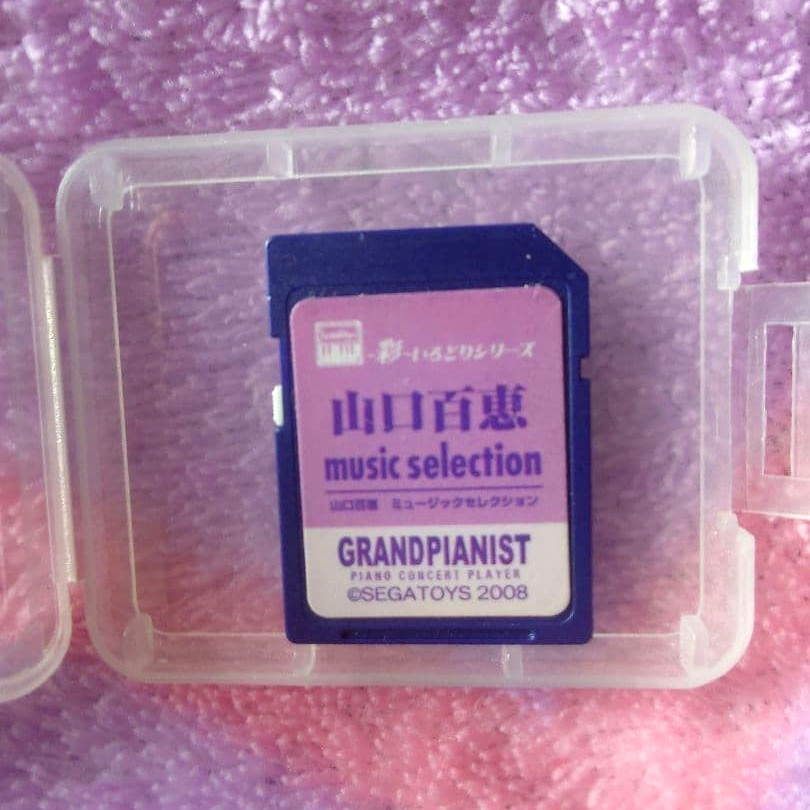 -彩-いろどりシリーズ
山口百恵
music selection
山口百恵 ミュージックセレクション
GRANDPIANIST
PIANO CONCERT PLAYER
©SEGATOYS 2008